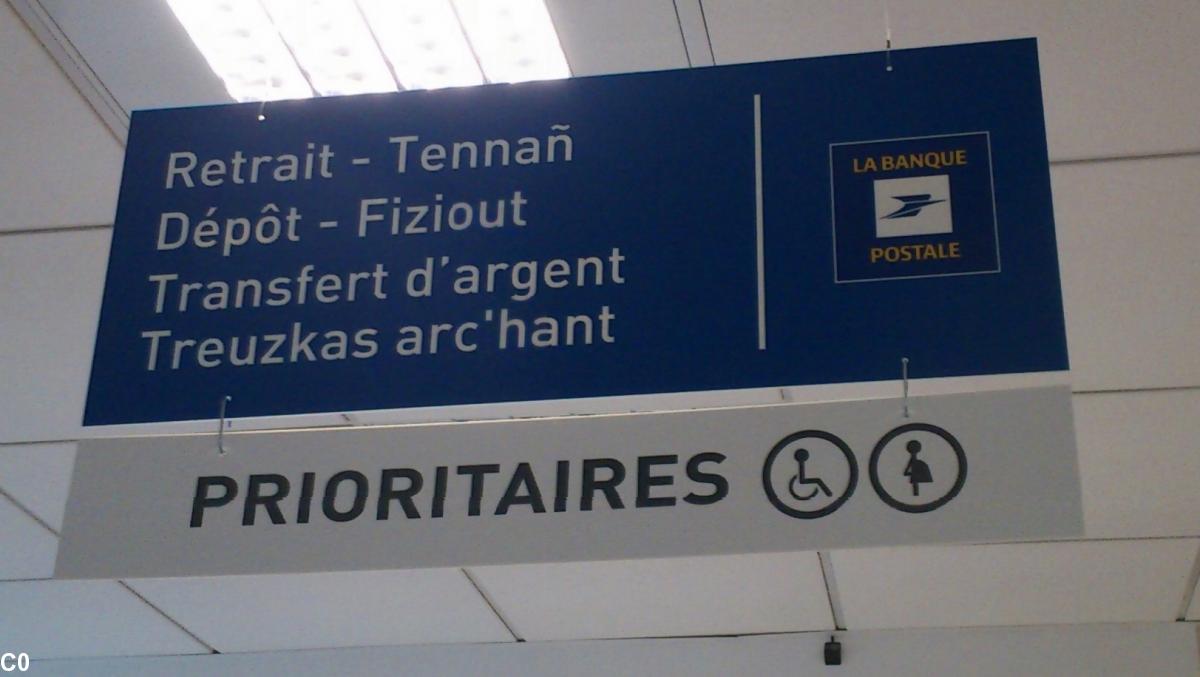 Retrait - Tennañ
Dépôt - Fiziout
Transfert d'argent
Treuzkas arc'hant
LA BANQUE
POSTALE
PRIORITAIRES
C0